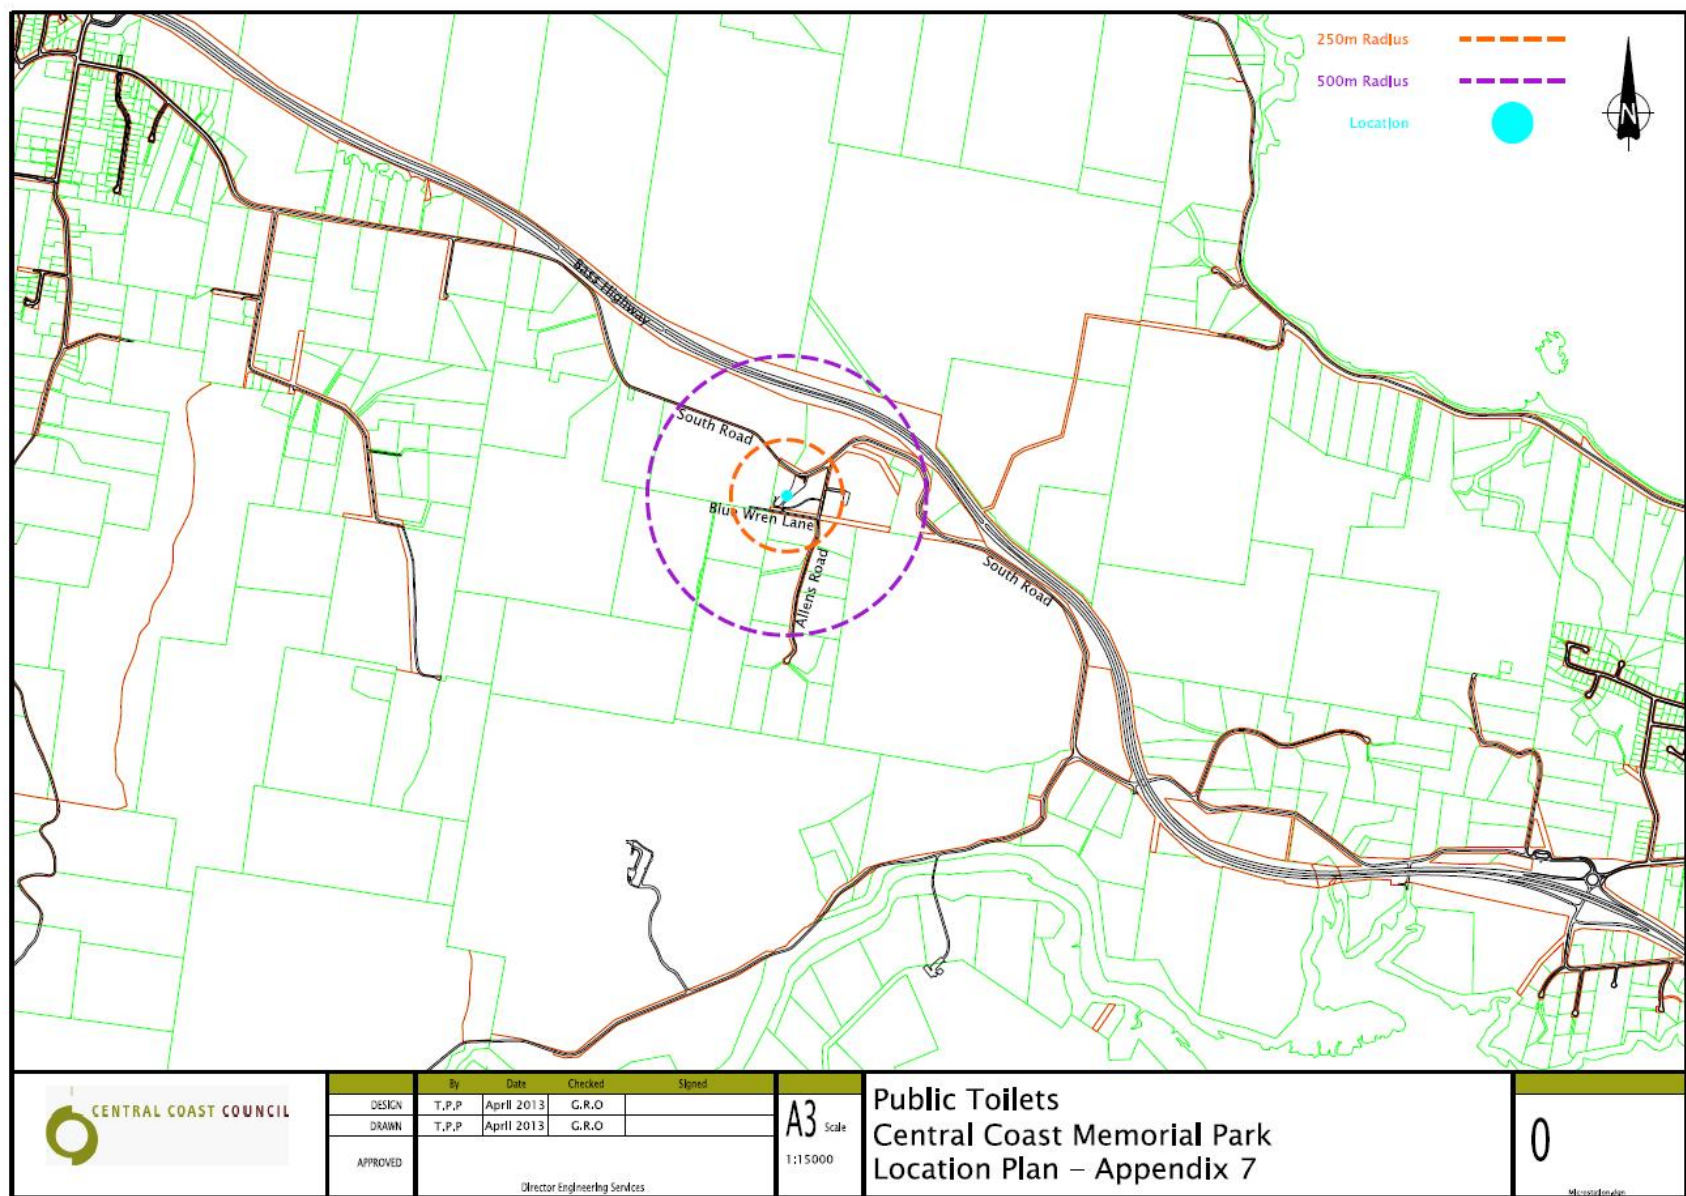 250m Radius
500m Radius
Location
N
Bass Highway
South Road
Blue Wren Lane
Allens Road
South Road
CENTRAL COAST COUNCIL
By Date Checked Signed
DESIGN T.P.P April 2013 G.R.O
DRAWN T.P.P April 2013 G.R.O
APPROVED
Director Engineering Services
A3 Scale
1:15000
Public Toilets
Central Coast Memorial Park
Location Plan – Appendix 7
0